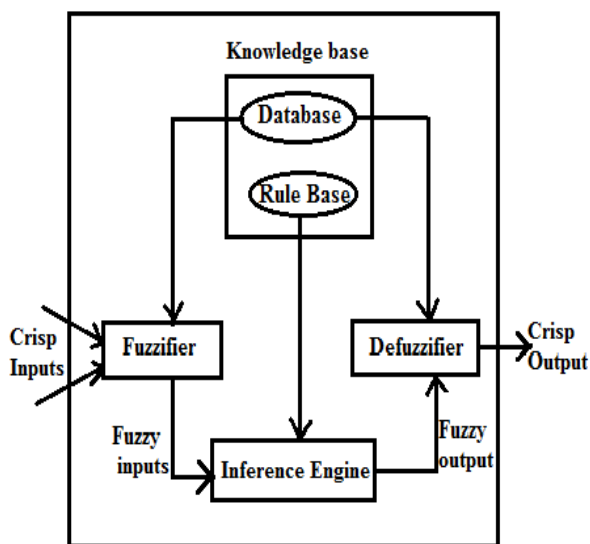 Knowledge base
Database
Rule Base
Crisp
Inputs
Fuzzifier
Defuzzifier
Crisp
Output
Fuzzy
inputs
Inference Engine
Fuzzy
output